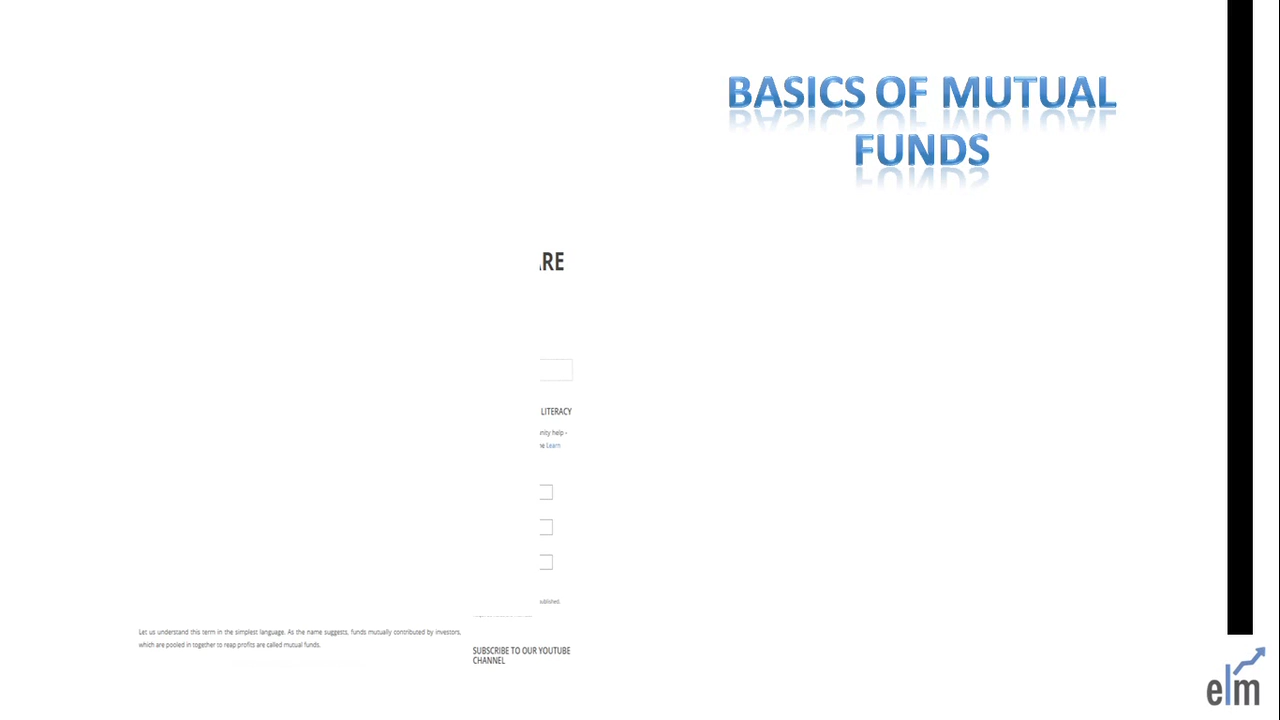 BASICS OF MUTUAL
FUNDS
RE
LITERACY
nity help -
Learn
ublished.
Let us understand this term in the simplest language. As the name suggests, funds mutually contributed by investors,
which are pooled in together to reap profits are called mutual funds.
SUBSCRIBE TO OUR YOUTUBE
CHANNEL
elm